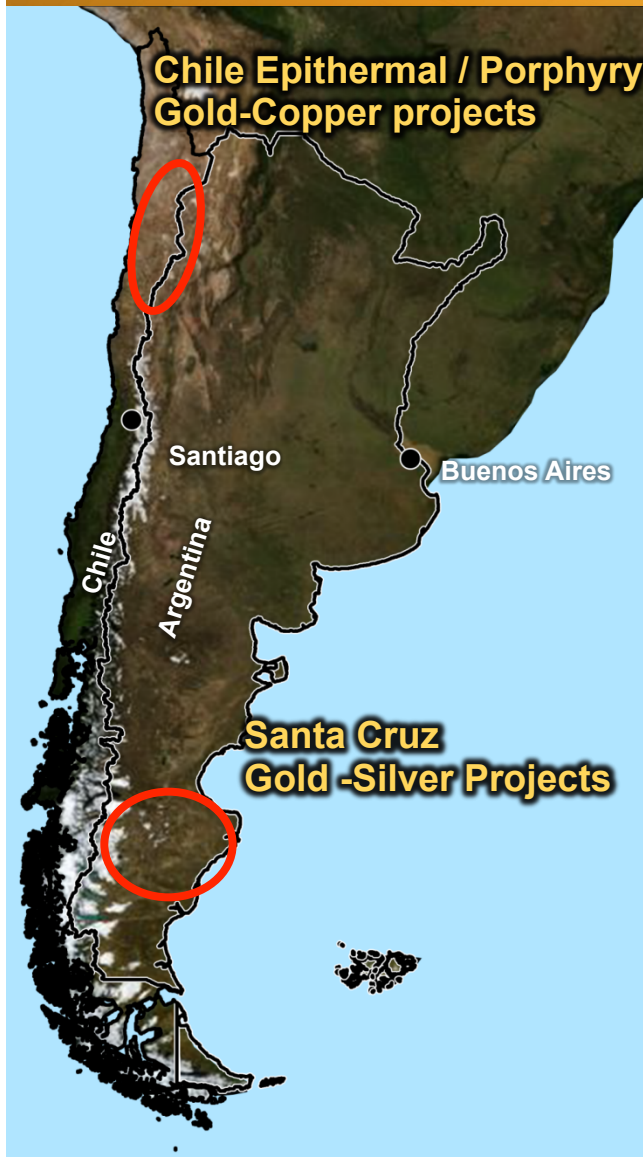 Chile Epithermal / Porphyry
Gold-Copper projects
Santiago
Buenos Aires
Chile
Argentina
Santa Cruz
Gold -Silver Projects